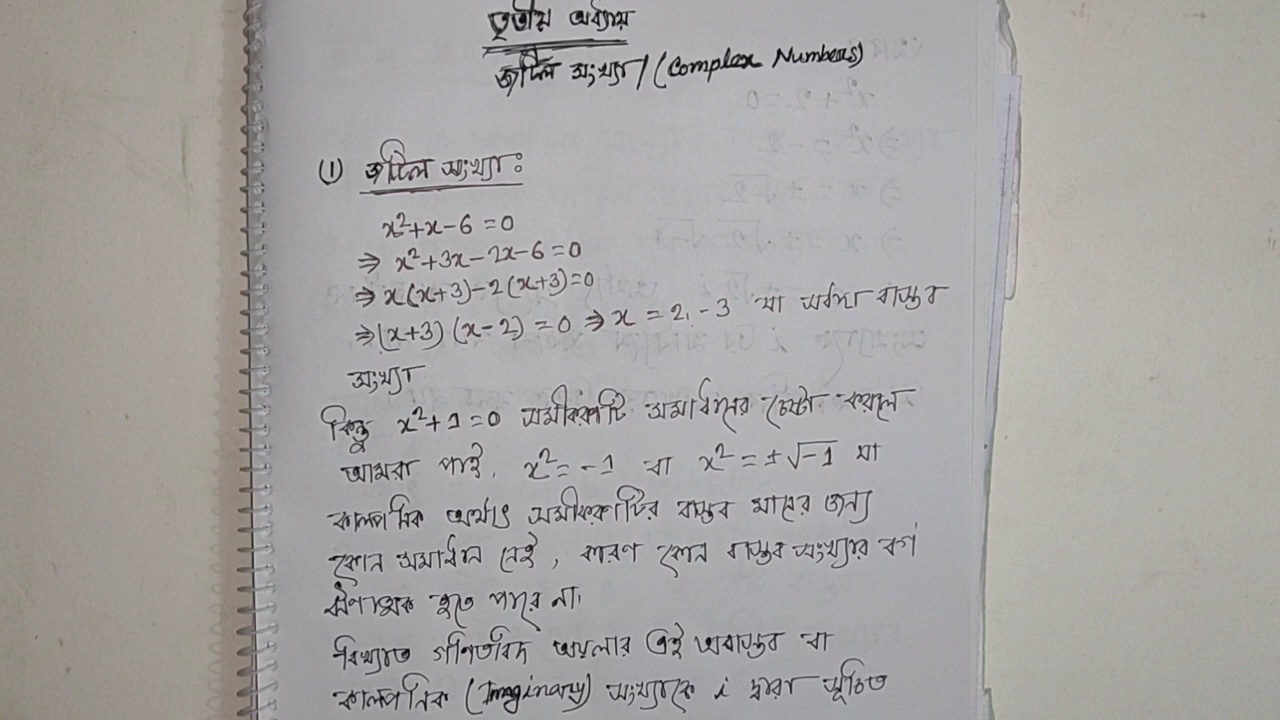 তৃতীয় অধ্যায়
জটিল সংখ্যা / (Complex Numbers)
(1) জটিল সংখ্যাঃ
x²+x-6=0
⇒ x²+3x-2x-6=0
⇒ x(x+3)-2(x+3)=0
⇒ (x+3) (x-2) = 0 ⇒ x = 2, -3 যা সর্বদা বাস্তব
সংখ্যা
কিন্তু x²+1=0 সমীকরণটি সমাধানের চেষ্টা করলে
আমরা পাই, x²=-1 বা x²=±√-1 যা
কাল্পনিক অর্থাৎ সমীকরণটির বাস্তব মানের জন্য
কোন সমাধান নেই, কারণ কোন বাস্তব সংখ্যার বর্গ
ঋণাত্মক হতে পারে না।
বিখ্যাত গণিতবিদ অয়লার এই অবাস্তব বা
কাল্পনিক (Imaginary) সংখ্যাকে i দ্বারা সূচিত